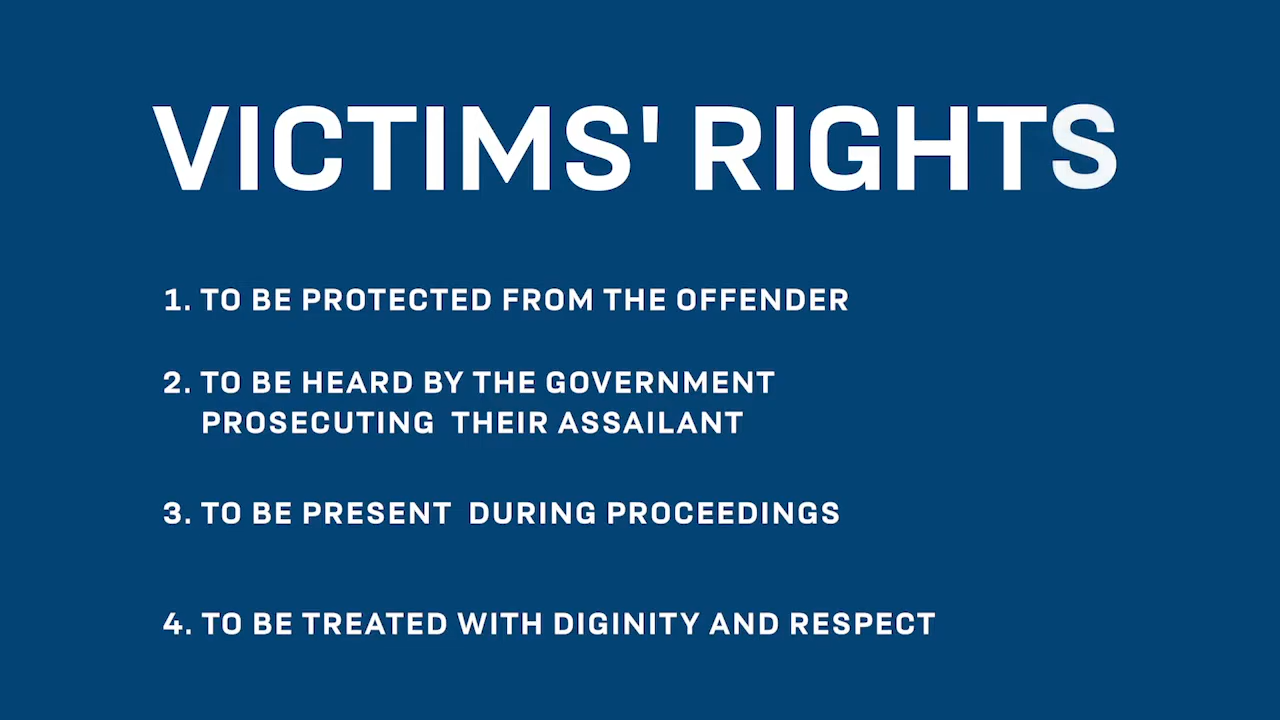 VICTIMS' RIGHTS
1. TO BE PROTECTED FROM THE OFFENDER
2. TO BE HEARD BY THE GOVERNMENT
PROSECUTING THEIR ASSAILANT
3. TO BE PRESENT DURING PROCEEDINGS
4. TO BE TREATED WITH DIGINITY AND RESPECT